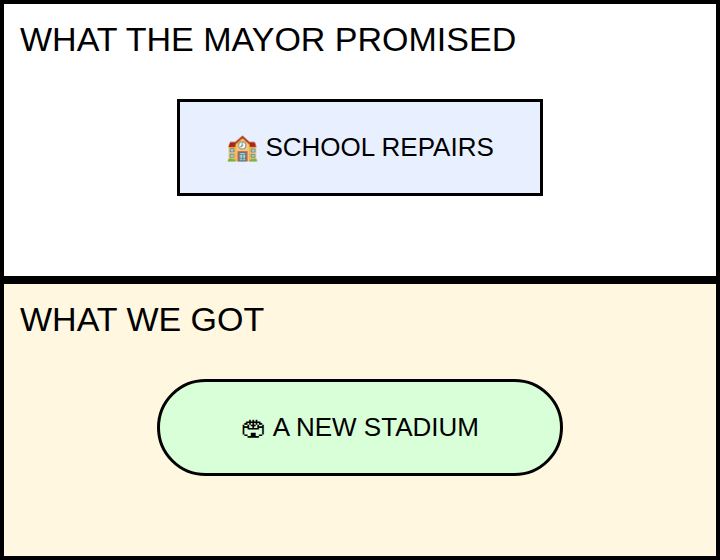 WHAT THE MAYOR PROMISED
🏫 SCHOOL REPAIRS
WHAT WE GOT
🏟 A NEW STADIUM